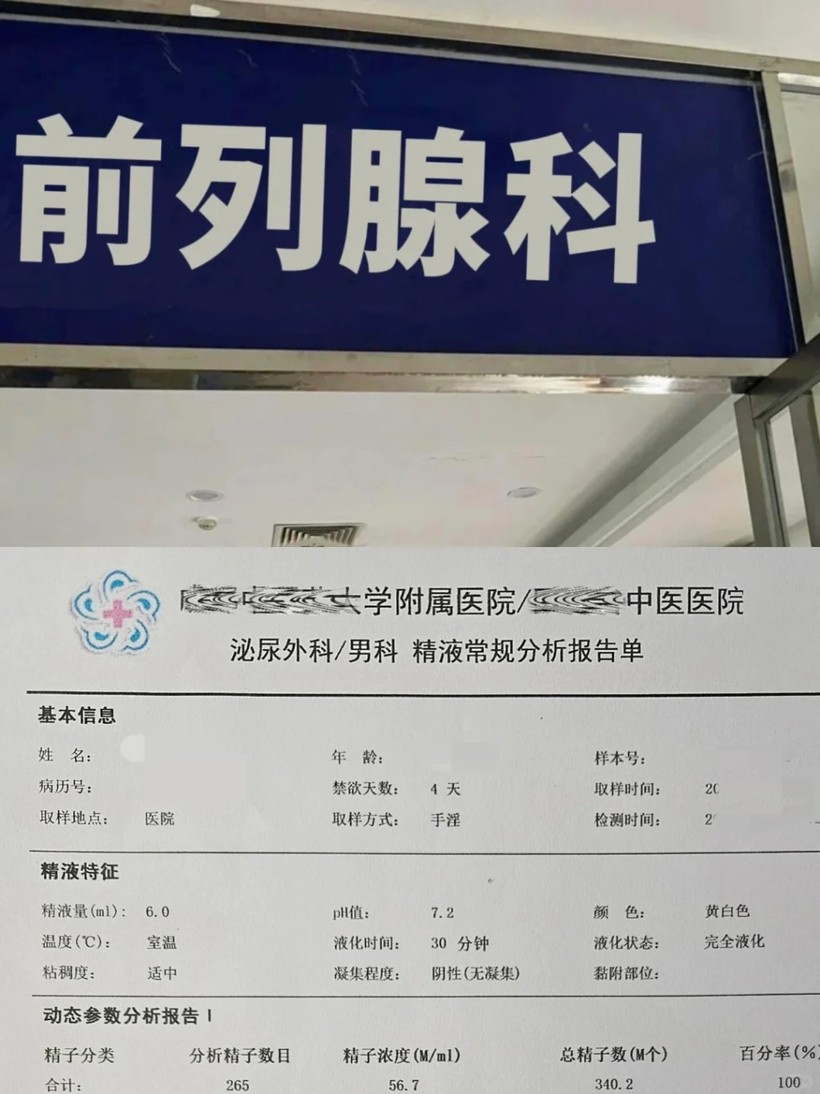 前列腺科
学附属医院/中医医院
泌尿外科/男科 精液常规分析报告单
基本信息
姓 名: 年 龄: 样本号:
病历号: 禁欲天数: 4 天 取样时间: 20
取样地点: 医院 取样方式: 手淫 检测时间: 2
精液特征
精液量(ml): 6.0 pH值: 7.2 颜 色: 黄白色
温度(℃): 室温 液化时间: 30 分钟 液化状态: 完全液化
粘稠度: 适中 凝集程度: 阴性(无凝集) 黏附部位:
动态参数分析报告 I
精子分类 分析精子数目 精子浓度(M/ml) 总精子数(M个) 百分率(%)
合计: 265 56.7 340.2 100